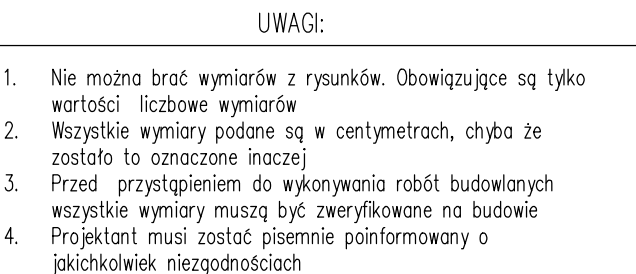 UWAGI:
1. Nie można brać wymiarów z rysunków. Obowiązujące są tylko
wartości liczbowe wymiarów
2. Wszystkie wymiary podane są w centymetrach, chyba że
zostało to oznaczone inaczej
3. Przed przystąpieniem do wykonywania robót budowlanych
wszystkie wymiary muszą być zweryfikowane na budowie
4. Projektant musi zostać pisemnie poinformowany o
jakichkolwiek niezgodnościach